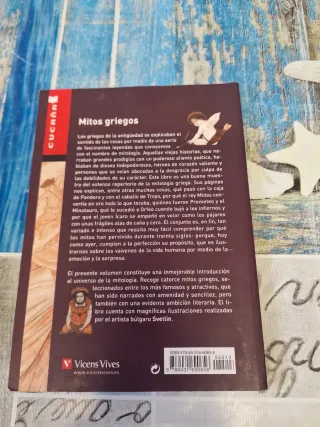 CUCAÑA
Mitos griegos
Los griegos de la antigüedad se explicaban el
sentido de las cosas por medio de una serie
de fascinantes leyendas que conocemos
con el nombre de mitología. Aquellas viejas historias, que na-
rraban grandes prodigios con un poderoso aliento poético, ha-
blaban de dioses todopoderosos, héroes de corazón valiente y
personas que se veían abocadas a la desgracia por culpa de
las debilidades de su carácter. Este libro es una buena mues-
tra del extenso repertorio de la mitología griega. Sus páginas
nos explican, entre otras muchas cosas, qué pasó con la caja
de Pandora y con el caballo de Troya, por qué el rey Midas con-
vertía en oro todo lo que tocaba, quiénes fueron Prometeo y el
Minotauro, qué le sucedió a Orfeo cuando bajó a los infiernos y
por qué el joven Ícaro se empeñó en volar como los pájaros
con unas frágiles alas de caña y cera. El conjunto es, en fin, tan
variado e intenso que resulta muy fácil comprender por qué
los mitos han pervivido durante treinta siglos: porque, hoy
como ayer, cumplen a la perfección su propósito, que es ilus-
trarnos sobre los vaivenes de la vida humana por medio de la
emoción y la sorpresa.
El presente volumen constituye una inmejorable introducción
al universo de la mitología. Recoge catorce mitos griegos, se-
leccionados entre los más famosos y atractivos, que
han sido narrados con amenidad y sencillez, pero
también con una evidente ambición literaria. El li-
bro cuenta con magníficas ilustraciones realizadas
por el artista búlgaro Svetlin.
Vicens Vives
www.vicensvives.es